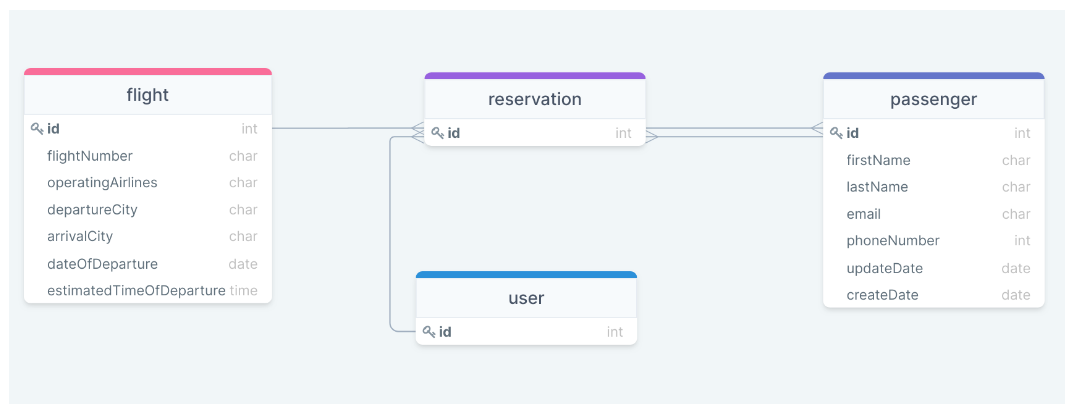 flight
id int
flightNumber char
operatingAirlines char
departureCity char
arrivalCity char
dateOfDeparture date
estimatedTimeOfDeparture time
reservation
id int
user
id int
passenger
id int
firstName char
lastName char
email char
phoneNumber int
updateDate date
createDate date